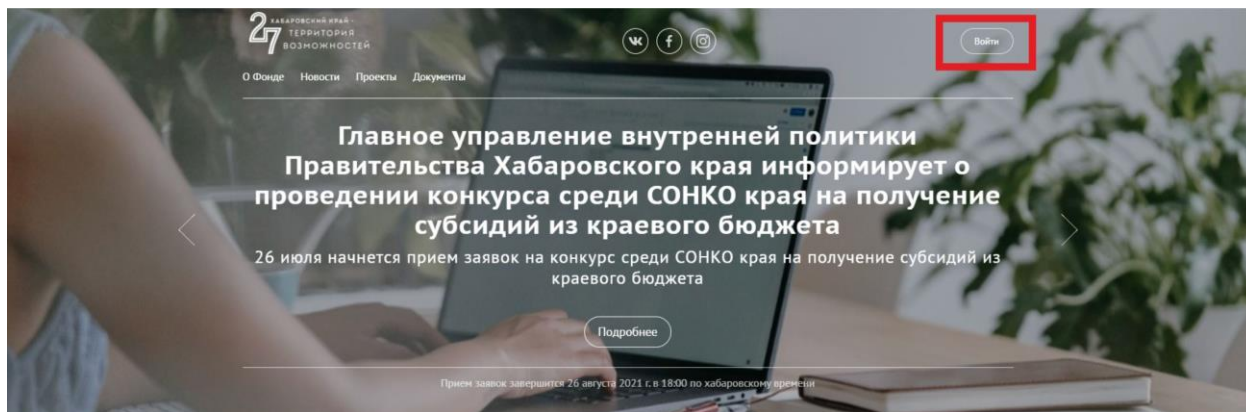 27 ХАБАРОВСКИЙ КРАЙ -
ТЕРРИТОРИЯ
ВОЗМОЖНОСТЕЙ
Войти
О Фонде Новости Проекты Документы
Главное управление внутренней политики
Правительства Хабаровского края информирует о
проведении конкурса среди СОНКО края на получение
субсидий из краевого бюджета
26 июля начнется прием заявок на конкурс среди СОНКО края на получение субсидий из
краевого бюджета
Подробнее
Прием заявок завершится 26 августа 2021 г. в 18:00 по хабаровскому времени